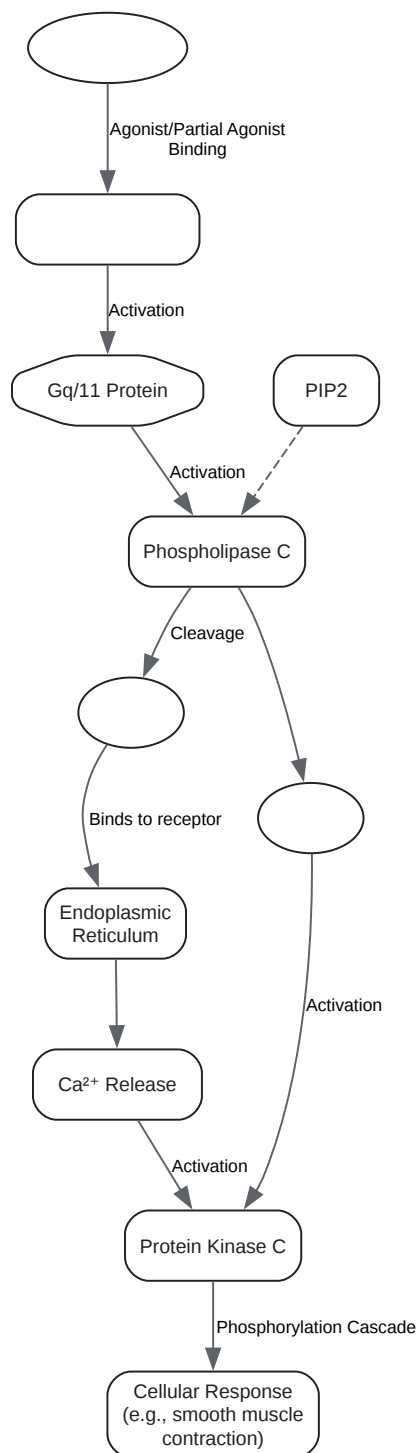 Agonist/Partial Agonist
Binding
Activation
Gq/11 Protein
PIP2
Activation
Phospholipase C
Cleavage
Binds to receptor
Endoplasmic
Reticulum
Activation
Ca²⁺ Release
Activation
Protein Kinase C
Phosphorylation Cascade
Cellular Response
(e.g., smooth muscle
contraction)